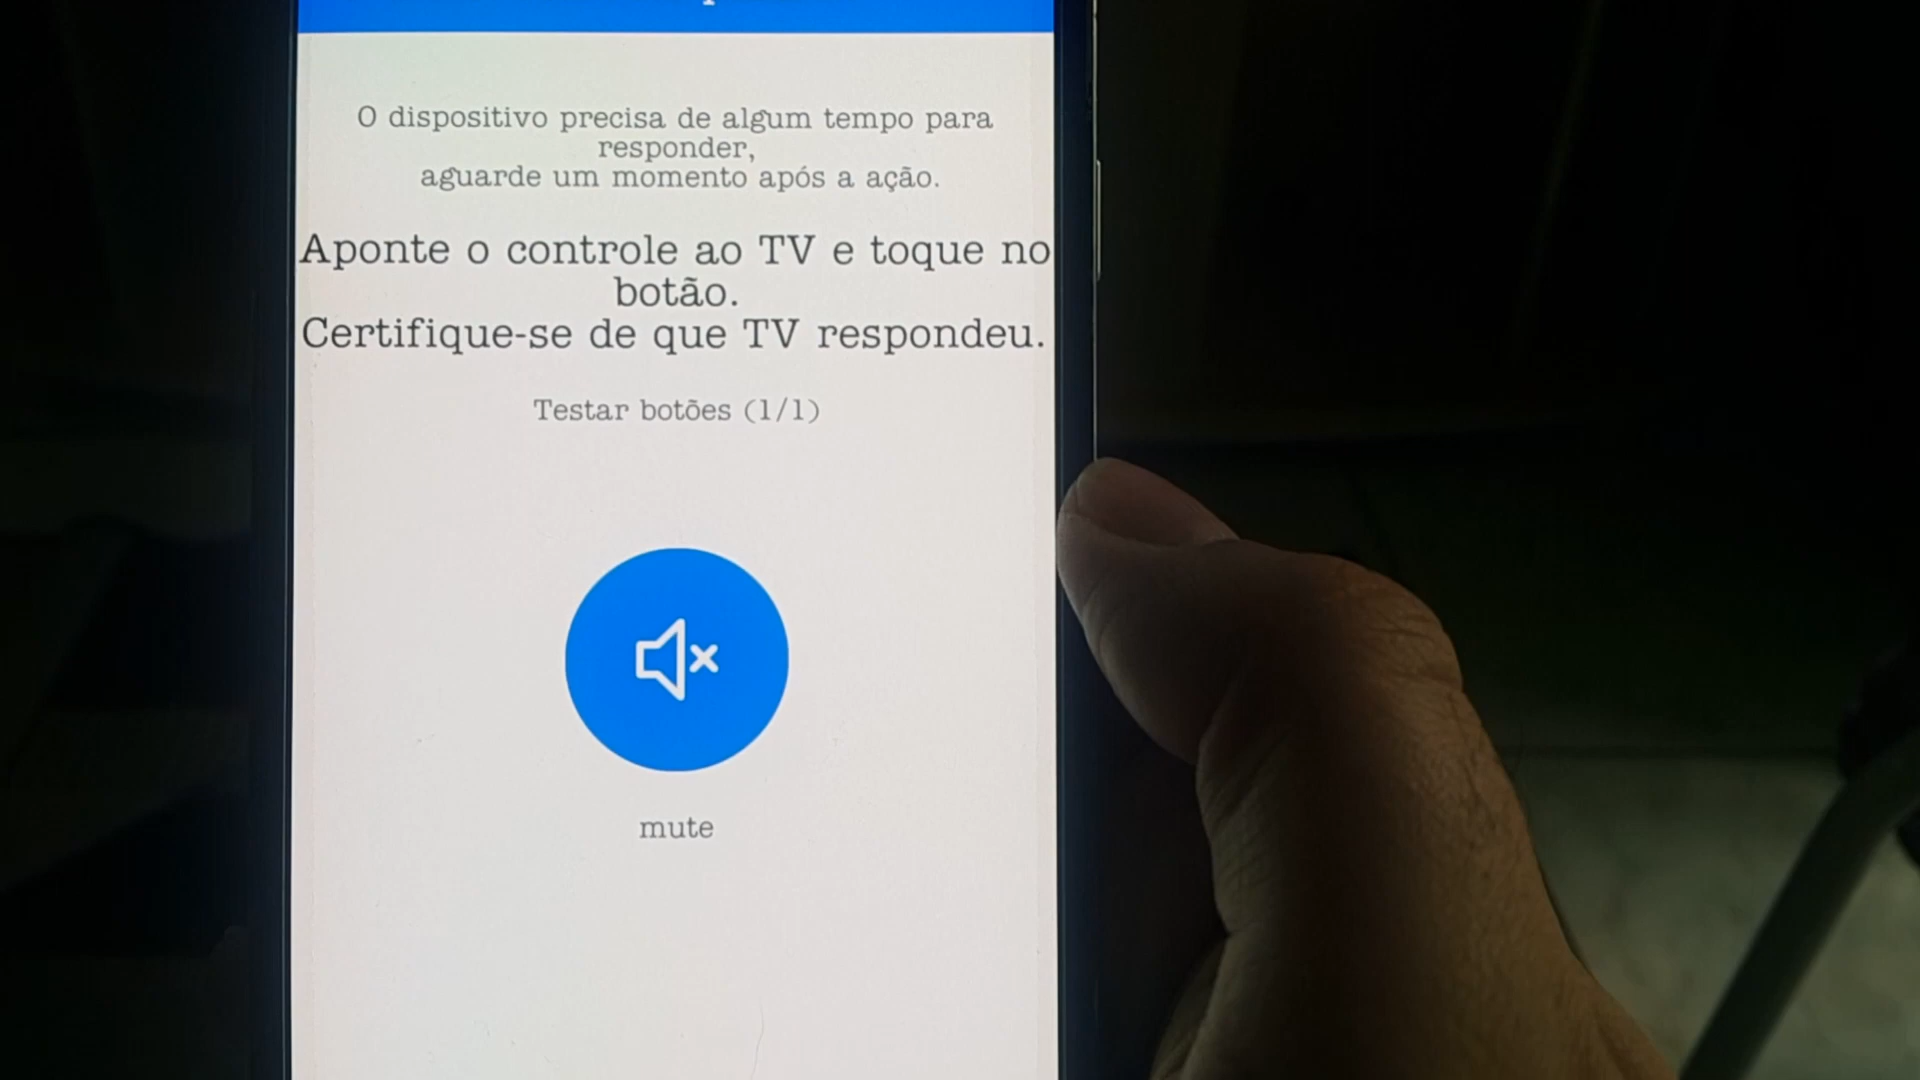 O dispositivo precisa de algum tempo para
responder,
aguarde um momento após a ação.
Aponte o controle ao TV e toque no
botão.
Certifique-se de que TV respondeu.
Testar botões (1/1)
mute